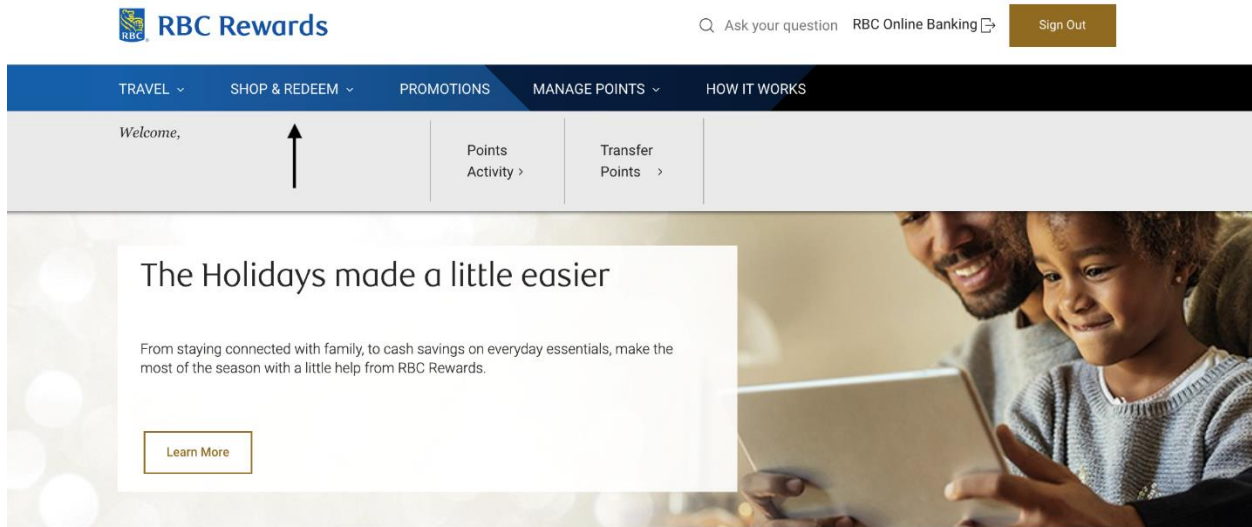 RBC RBC Rewards
Ask your question RBC Online Banking Sign Out
TRAVEL SHOP & REDEEM PROMOTIONS MANAGE POINTS HOW IT WORKS
Welcome,
Points
Activity >
Transfer
Points >
The Holidays made a little easier
From staying connected with family, to cash savings on everyday essentials, make the
most of the season with a little help from RBC Rewards.
Learn More